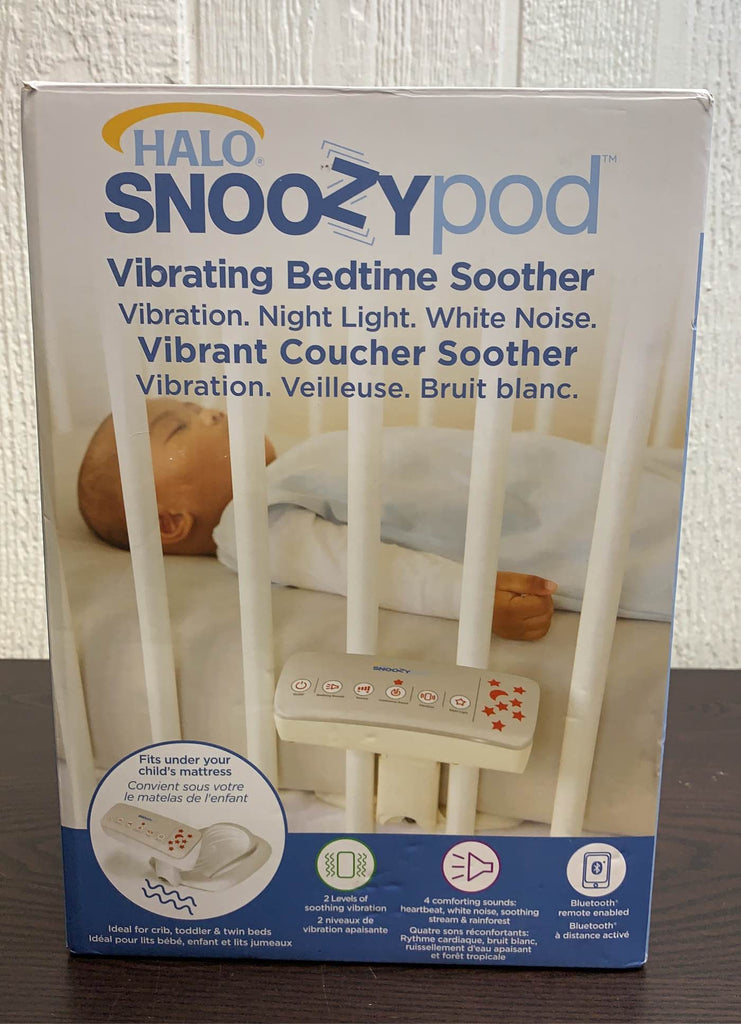 HALO®
SNOOZYpod™
Vibrating Bedtime Soother
Vibration. Night Light. White Noise.
Vibrant Coucher Soother
Vibration. Veilleuse. Bruit blanc.
SNOOZY
Fits under your
child's mattress
Convient sous votre
le matelas de l'enfant
Ideal for crib, toddler & twin beds
Idéal pour lits bébé, enfant et lits jumeaux
2 Levels of
soothing vibration
2 niveaux de
vibration apaisante
4 comforting sounds:
heartbeat, white noise, soothing
stream & rainforest
Quatre sons réconfortants:
Rythme cardiaque, bruit blanc,
ruissellement d'eau apaisant
et forêt tropicale
Bluetooth®
remote enabled
Bluetooth®
à distance activé